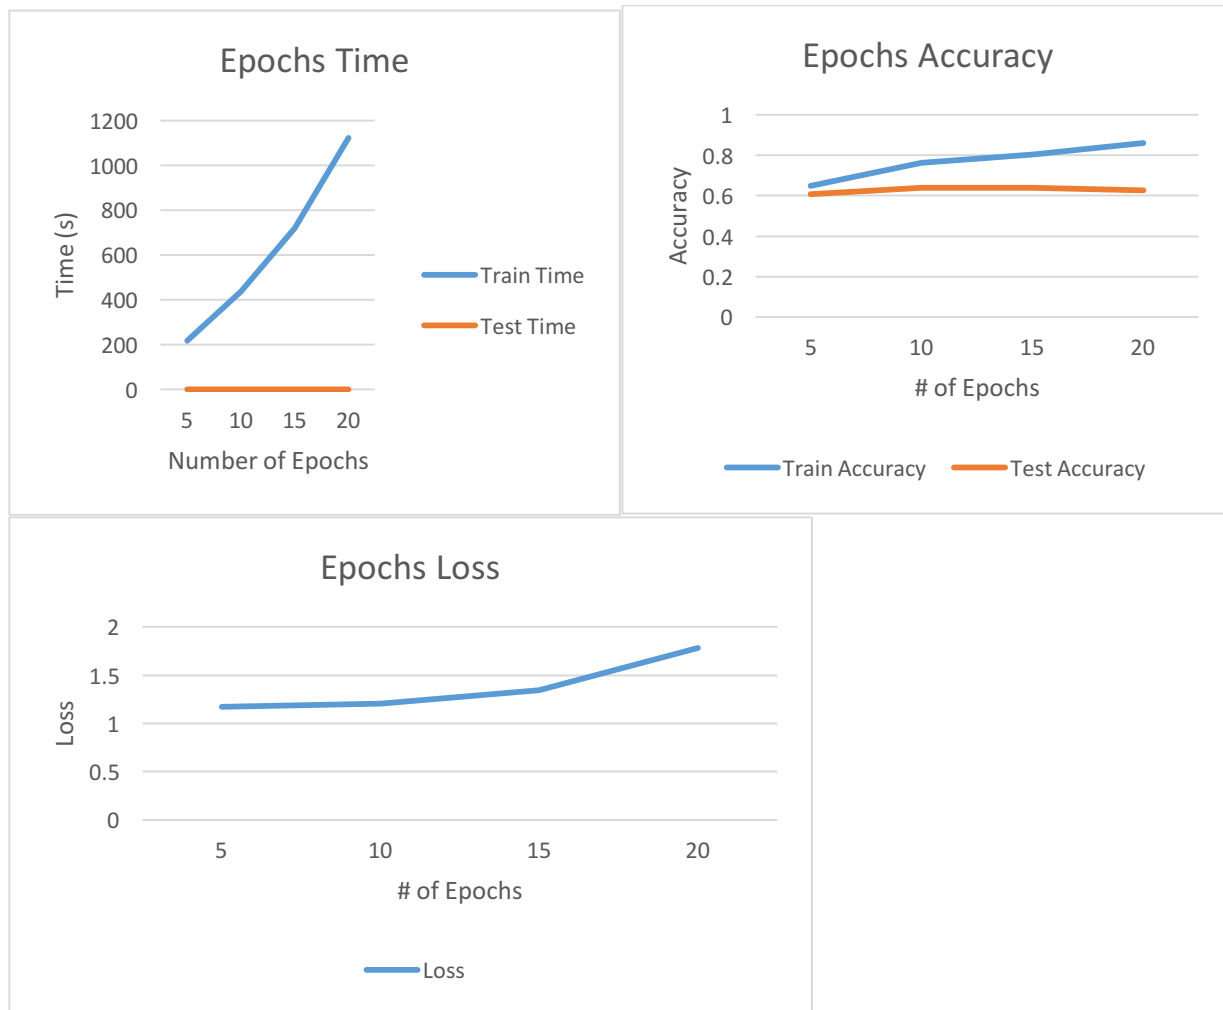 Epochs Time
1200
1000
800
600
400
200
0
Time (s)
5 10 15 20
Number of Epochs
Train Time
Test Time
Epochs Accuracy
1
0.8
0.6
0.4
0.2
0
Accuracy
5 10 15 20
# of Epochs
Train Accuracy Test Accuracy
Epochs Loss
2
1.5
1
0.5
0
Loss
5 10 15 20
# of Epochs
Loss